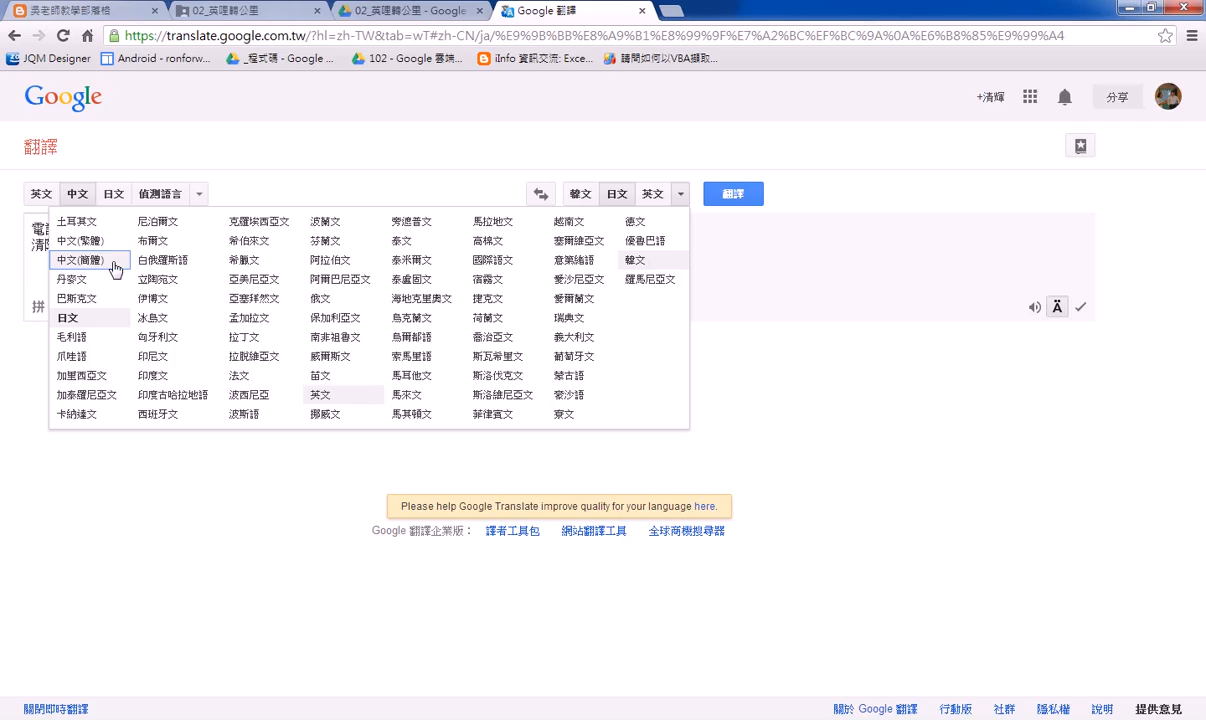 吳老師教學部落格
02_英哩轉公里
02_英哩轉公里 - Google
Google 翻譯
https://translate.google.com.tw/?hl=zh-TW&tab=wT#zh-CN/ja/%E9%9B%BB%E8%A9%B1%E8%99%9F%E7%A2%BC%EF%BC%9A%0A%E6%B8%85%E9%99%A4
JQM Designer
Android - ronforw...
_程式碼 - Google ...
102 - Google 雲端...
iInfo 資訊交流: Exce...
請問如何以VBA擷取...
Google
+清輝
分享
翻譯
英文 中文 日文 偵測語言
韓文 日文 英文
翻譯
土耳其文 尼泊爾文 克羅埃西亞文 波蘭文 旁遮普文 馬拉地文 越南文 德文
中文(繁體) 布爾文 希伯來文 芬蘭文 泰文 高棉文 塞爾維亞文 優魯巴語
中文(簡體) 白俄羅斯語 希臘文 阿拉伯文 泰米爾文 國際語文 意第緒語 韓文
丹麥文 立陶宛文 亞美尼亞文 阿爾巴尼亞文 泰盧固文 宿霧文 愛沙尼亞文 羅馬尼亞文
巴斯克文 伊博文 亞塞拜然文 俄文 海地克里奧文 捷克文 愛爾蘭文
日文 冰島文 孟加拉文 保加利亞文 烏克蘭文 荷蘭文 瑞典文
毛利語 匈牙利文 拉丁文 南非祖魯文 烏爾都語 喬治亞文 義大利文
爪哇語 印尼文 拉脫維亞文 威爾斯文 索馬里語 斯瓦希里文 葡萄牙文
加里西亞文 印度文 法文 苗文 馬耳他文 斯洛伐克文 蒙古語
加泰羅尼亞文 印度古哈拉地語 波西尼亞 英文 馬來文 斯洛維尼亞文 豪沙語
卡納達文 西班牙文 波斯語 挪威文 馬其頓文 菲律賓文 寮文
拼
Ä
Please help Google Translate improve quality for your language here.
Google 翻譯企業版： 譯者工具包 網站翻譯工具 全球商機搜尋器
關閉即時翻譯
關於 Google 翻譯 行動版 社群 隱私權 說明 提供意見